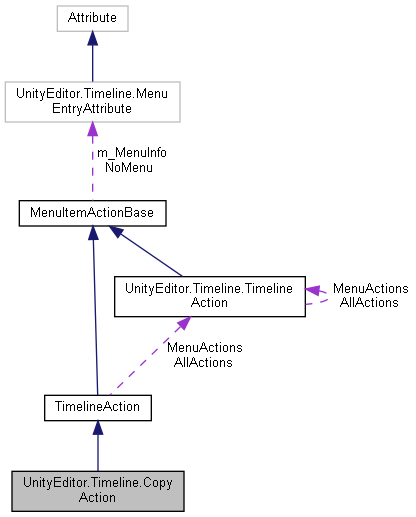 Attribute
UnityEditor.Timeline.Menu
EntryAttribute
m_MenuInfo
NoMenu
MenuItemActionBase
UnityEditor.Timeline.Timeline
Action
MenuActions
AllActions
MenuActions
AllActions
TimelineAction
UnityEditor.Timeline.Copy
Action